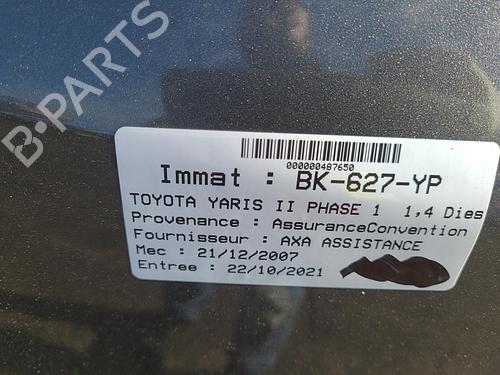 B-PARTS
000000487650
Immat : BK-627-YP
TOYOTA YARIS II PHASE 1 1,4 Dies
Provenance : AssuranceConvention
Fournisseur : AXA ASSISTANCE
Mec : 21/12/2007
Entree : 22/10/2021